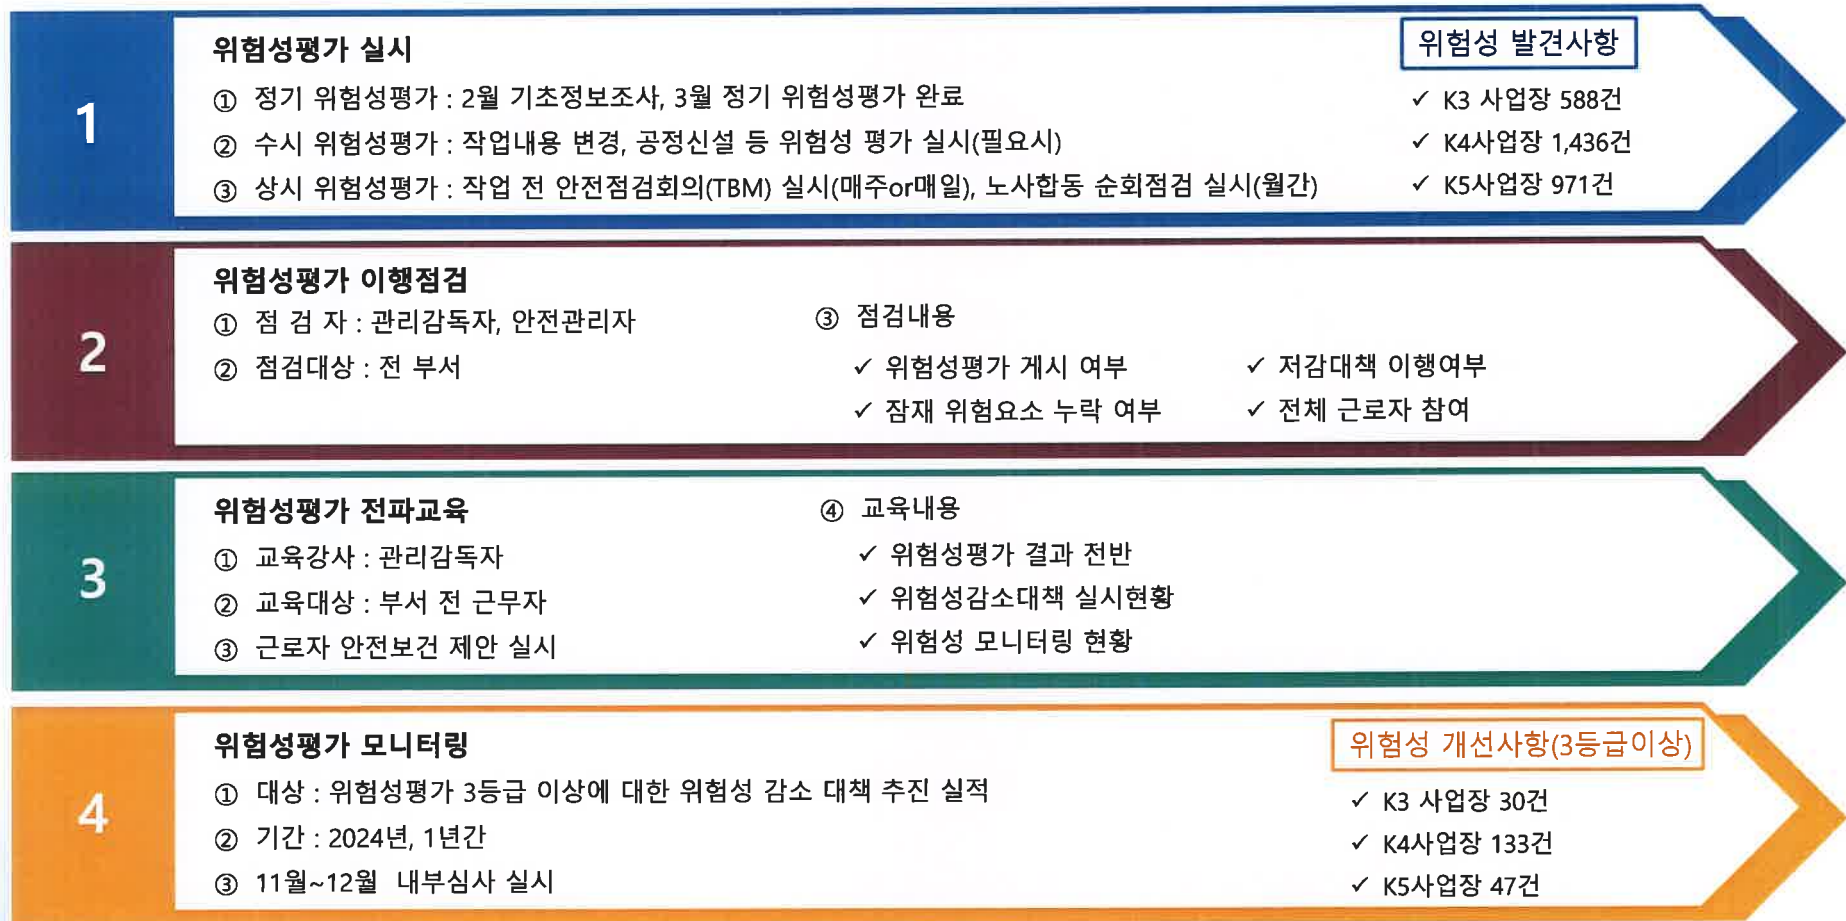 1
위험성평가 실시
① 정기 위험성평가 : 2월 기초정보조사, 3월 정기 위험성평가 완료
② 수시 위험성평가 : 작업내용 변경, 공정신설 등 위험성 평가 실시(필요시)
③ 상시 위험성평가 : 작업 전 안전점검회의(TBM) 실시(매주or매일), 노사합동 순회점검 실시(월간)
위험성 발견사항
✓ K3 사업장 588건
✓ K4사업장 1,436건
✓ K5사업장 971건
2
위험성평가 이행점검
① 점 검 자 : 관리감독자, 안전관리자
② 점검대상 : 전 부서
③ 점검내용
✓ 위험성평가 게시 여부
✓ 잠재 위험요소 누락 여부
✓ 저감대책 이행여부
✓ 전체 근로자 참여
3
위험성평가 전파교육
① 교육강사 : 관리감독자
② 교육대상 : 부서 전 근무자
③ 근로자 안전보건 제안 실시
④ 교육내용
✓ 위험성평가 결과 전반
✓ 위험성감소대책 실시현황
✓ 위험성 모니터링 현황
4
위험성평가 모니터링
① 대상 : 위험성평가 3등급 이상에 대한 위험성 감소 대책 추진 실적
② 기간 : 2024년, 1년간
③ 11월~12월 내부심사 실시
위험성 개선사항(3등급이상)
✓ K3 사업장 30건
✓ K4사업장 133건
✓ K5사업장 47건